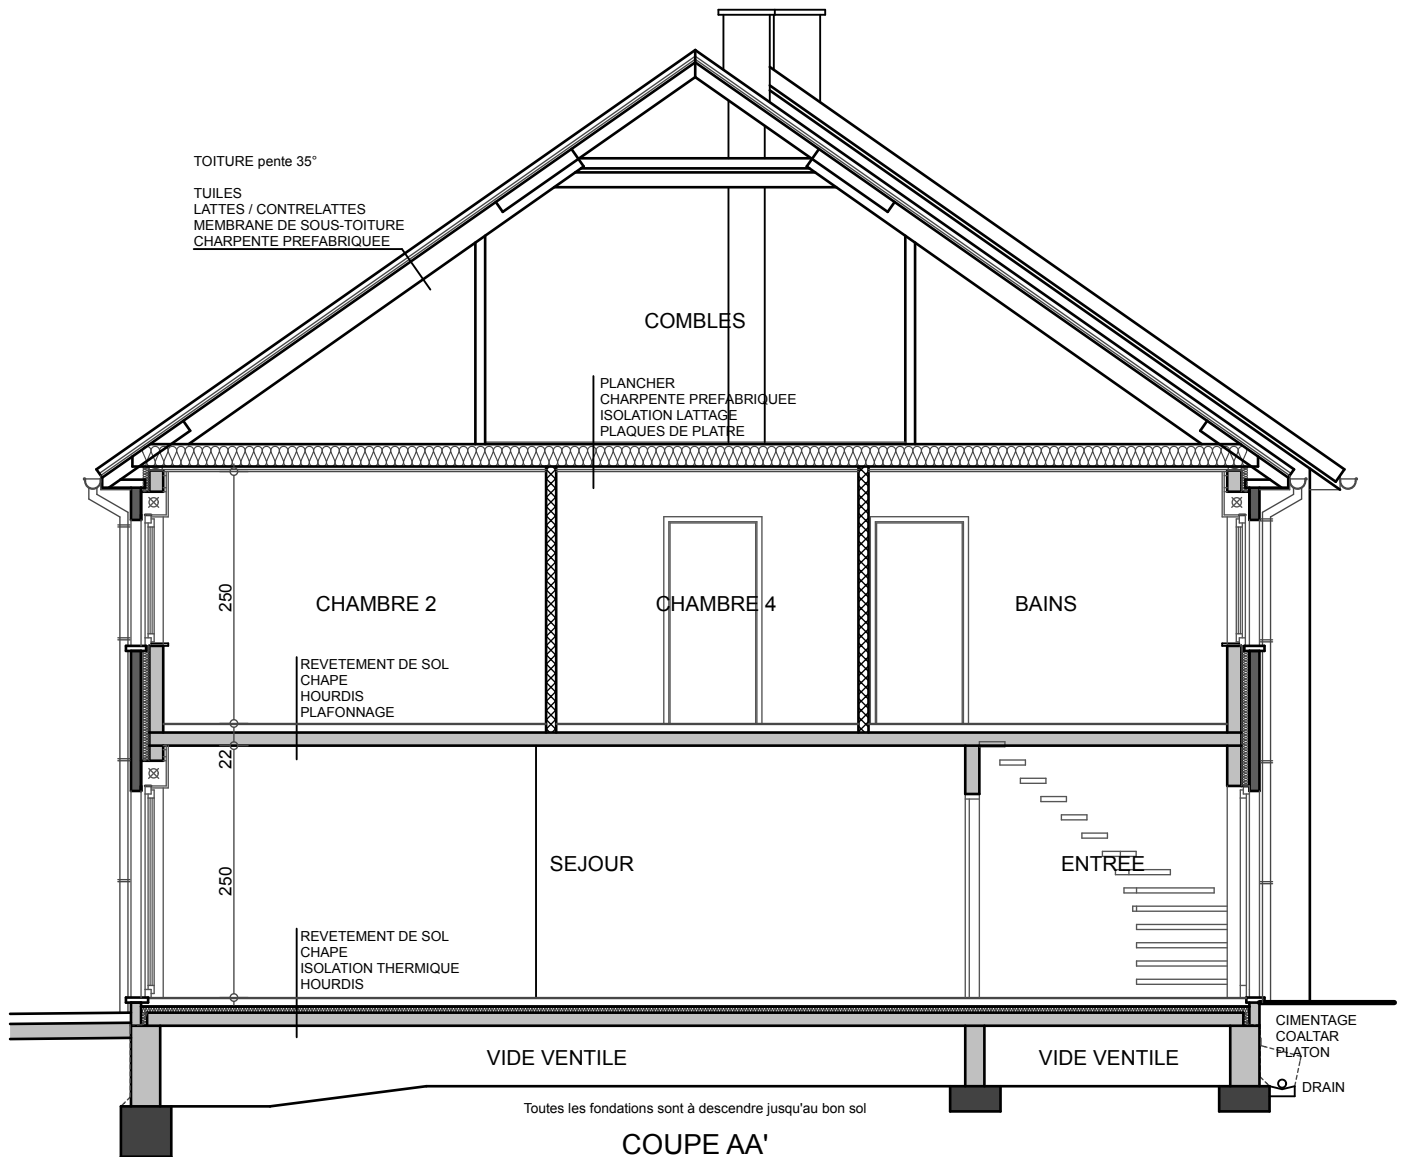 TOITURE pente 35°
TUILES
LATTES / CONTRELATTES
MEMBRANE DE SOUS-TOITURE
CHARPENTE PREFABRIQUEE
COMBLES
PLANCHER
CHARPENTE PREFABRIQUEE
ISOLATION LATTAGE
PLAQUES DE PLATRE
250
CHAMBRE 2
CHAMBRE 4
BAINS
REVETEMENT DE SOL
CHAPE
HOURDIS
PLAFONNAGE
22
250
SEJOUR
ENTREE
REVETEMENT DE SOL
CHAPE
ISOLATION THERMIQUE
HOURDIS
VIDE VENTILE
VIDE VENTILE
CIMENTAGE
COALTAR
PLATON
DRAIN
Toutes les fondations sont à descendre jusqu'au bon sol
COUPE AA'